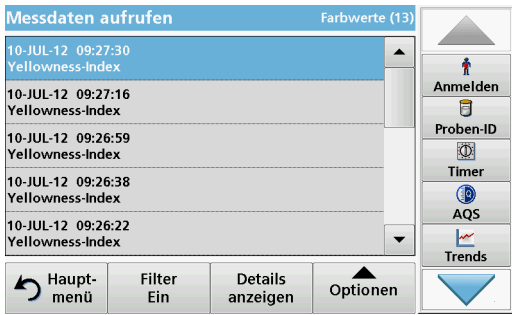 Messdaten aufrufen Farbwerte (13)
10-JUL-12 09:27:30
Yellowness-Index
10-JUL-12 09:27:16
Yellowness-Index
10-JUL-12 09:26:59
Yellowness-Index
10-JUL-12 09:26:38
Yellowness-Index
10-JUL-12 09:26:22
Yellowness-Index
Anmelden
Proben-ID
Timer
AQS
Trends
Haupt-
menü
Filter
Ein
Details
anzeigen
Optionen